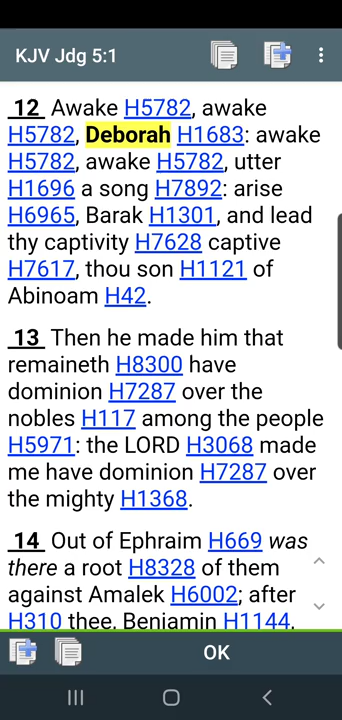 KJV Jdg 5:1
12 Awake H5782, awake
H5782, Deborah H1683: awake
H5782, awake H5782, utter
H1696 a song H7892: arise
H6965, Barak H1301, and lead
thy captivity H7628 captive
H7617, thou son H1121 of
Abinoam H42.
13 Then he made him that
remaineth H8300 have
dominion H7287 over the
nobles H117 among the people
H5971: the LORD H3068 made
me have dominion H7287 over
the mighty H1368.
14 Out of Ephraim H669 was
there a root H8328 of them
against Amalek H6002; after
H310 thee, Benjamin H1144,
OK